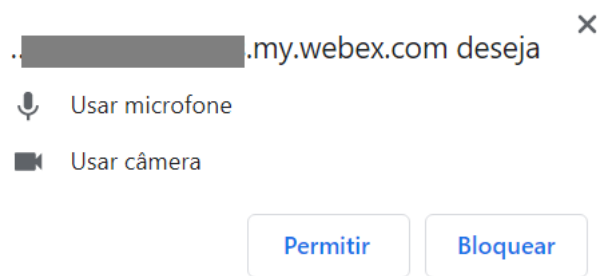 ...my.webex.com deseja
Usar microfone
Usar câmera
Permitir
Bloquear